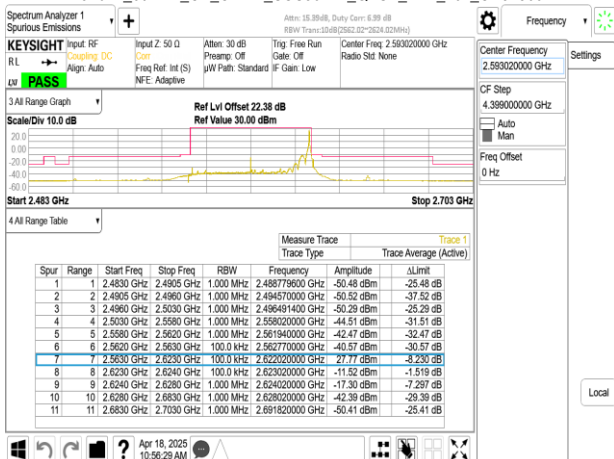 Spectrum Analyzer 1
Spurious Emissions
Attn: 15.89dB, Duty Corr: 6.99 dB
RBW Trans:10dB(2562.02~2624.02MHz)
Frequency
KEYSIGHT
Input: RF
Input Z: 50 Ω
Atten: 30 dB
Trig: Free Run
Center Freq: 2.593020000 GHz
RL
Coupling: DC
Corr
Preamp: Off
Gate: Off
Radio Std: None
Align: Auto
Freq Ref: Int (S)
µW Path: Standard
IF Gain: Low
NFE: Adaptive
PASS
Center Frequency
2.593020000 GHz
Settings
CF Step
4.399000000 GHz
Auto
Man
Freq Offset
0 Hz
Local
3 All Range Graph
Ref Lvl Offset 22.38 dB
Scale/Div 10.0 dB
Ref Value 30.00 dBm
20.0
10.0
0.00
-20.0
-40.0
-60.0
Start 2.483 GHz
Stop 2.703 GHz
4 All Range Table
Measure Trace Trace 1
Trace Type Trace Average (Active)
Spur Range Start Freq Stop Freq RBW Frequency Amplitude ΔLimit
1 1 2.4830 GHz 2.4905 GHz 1.000 MHz 2.488779600 GHz -50.48 dBm -25.48 dB
2 2 2.4905 GHz 2.4960 GHz 1.000 MHz 2.494570000 GHz -50.52 dBm -37.52 dB
3 3 2.4960 GHz 2.5030 GHz 1.000 MHz 2.496491400 GHz -50.29 dBm -25.29 dB
4 4 2.5030 GHz 2.5580 GHz 1.000 MHz 2.558020000 GHz -44.51 dBm -31.51 dB
5 5 2.5580 GHz 2.5620 GHz 1.000 MHz 2.561940000 GHz -42.47 dBm -32.47 dB
6 6 2.5620 GHz 2.5630 GHz 100.0 kHz 2.562770000 GHz -40.57 dBm -30.57 dB
7 7 2.5630 GHz 2.6230 GHz 100.0 kHz 2.622020000 GHz 27.77 dBm -8.230 dB
8 8 2.6230 GHz 2.6240 GHz 100.0 kHz 2.623020000 GHz -11.52 dBm -1.519 dB
9 9 2.6240 GHz 2.6280 GHz 1.000 MHz 2.624020000 GHz -17.30 dBm -7.297 dB
10 10 2.6280 GHz 2.6830 GHz 1.000 MHz 2.628020000 GHz -42.39 dBm -29.39 dB
11 11 2.6830 GHz 2.7030 GHz 1.000 MHz 2.691820000 GHz -50.41 dBm -25.41 dB
Apr 18, 2025
10:56:29 AM